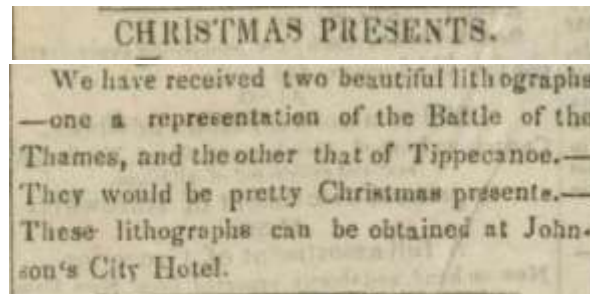 CHRISTMAS PRESENTS.
We have received two beautiful lithographs
—one a representation of the Battle of the
Thames, and the other that of Tippecanoe.—
They would be pretty Christmas presents.—
These lithographs can be obtained at John-
son's City Hotel.